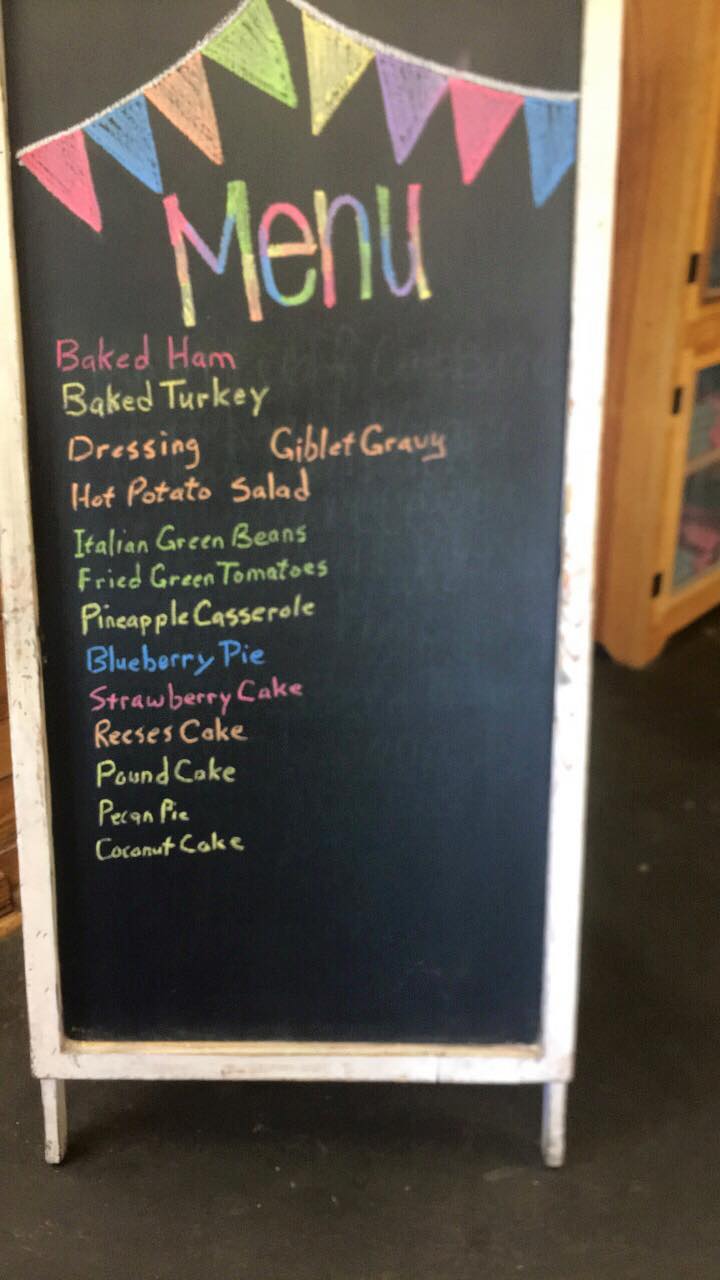 Menu
Baked Ham
Baked Turkey
Dressing Giblet Gravy
Hot Potato Salad
Italian Green Beans
Fried Green Tomatoes
Pineapple Casserole
Blueberry Pie
Strawberry Cake
Reeses Cake
Pound Cake
Pecan Pie
Coconut Cake